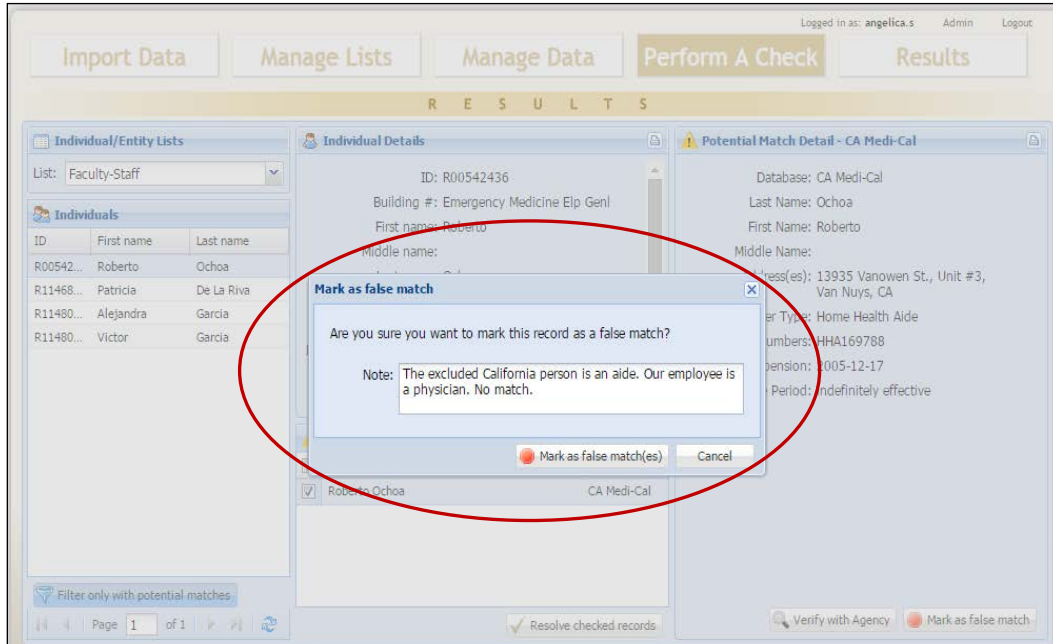 Logged in as: angelica.s Admin Logout
Import Data Manage Lists Manage Data Perform A Check Results
R E S U L T S
Individual/Entity Lists
List: Faculty-Staff
Individuals
ID First name Last name
R00542... Roberto Ochoa
R11468... Patricia De La Riva
R11480... Alejandra Garcia
R11480... Victor Garcia
Filter only with potential matches
Page 1 of 1
Individual Details
ID: R00542436
Building #: Emergency Medicine Elp Genl
First name: Roberto
Middle name:
Mark as false match
Are you sure you want to mark this record as a false match?
Note: The excluded California person is an aide. Our employee is
a physician. No match.
Mark as false match(es) Cancel
Roberto Ochoa CA Medi-Cal
Resolve checked records
Potential Match Detail - CA Medi-Cal
Database: CA Medi-Cal
Last Name: Ochoa
First Name: Roberto
Middle Name:
13935 Vanowen St., Unit #3,
Van Nuys, CA
Type: Home Health Aide
HHA169788
2005-12-17
Period: Indefinitely effective
Verify with Agency Mark as false match